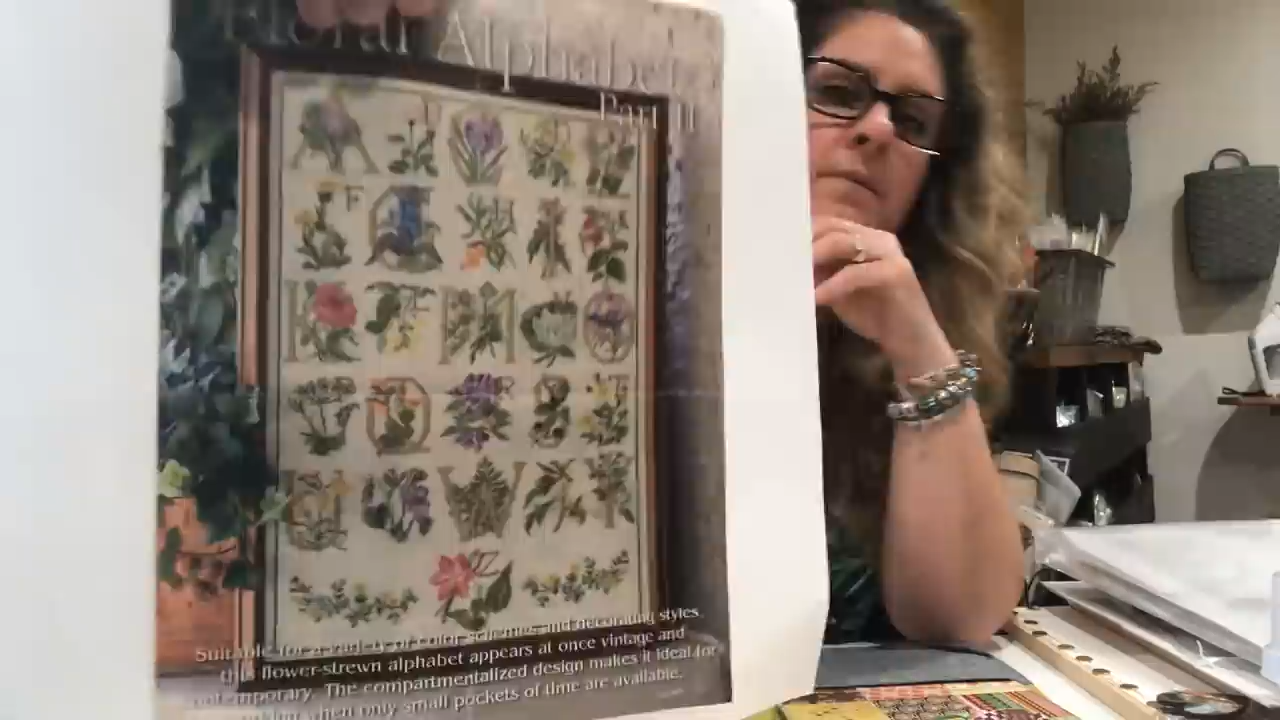 Floral Alphabet
Part II
F
Suitable for a variety of color schemes and decorating styles,
this flower-strewn alphabet appears at once vintage and
contemporary. The compartmentalized design makes it ideal for
when only small pockets of time are available.